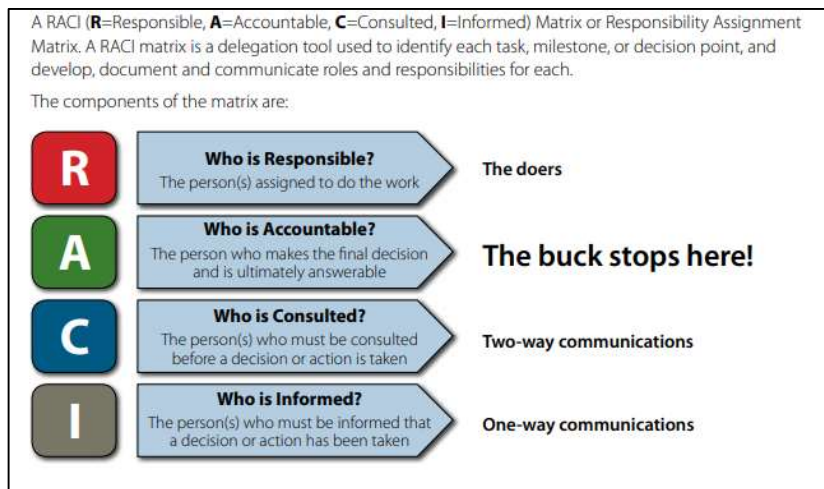 A RACI (R=Responsible, A=Accountable, C=Consulted, I=Informed) Matrix or Responsibility Assignment
Matrix. A RACI matrix is a delegation tool used to identify each task, milestone, or decision point, and
develop, document and communicate roles and responsibilities for each.
The components of the matrix are:
R
Who is Responsible?
The person(s) assigned to do the work
The doers
A
Who is Accountable?
The person who makes the final decision
and is ultimately answerable
The buck stops here!
C
Who is Consulted?
The person(s) who must be consulted
before a decision or action is taken
Two-way communications
I
Who is Informed?
The person(s) who must be informed that
a decision or action has been taken
One-way communications